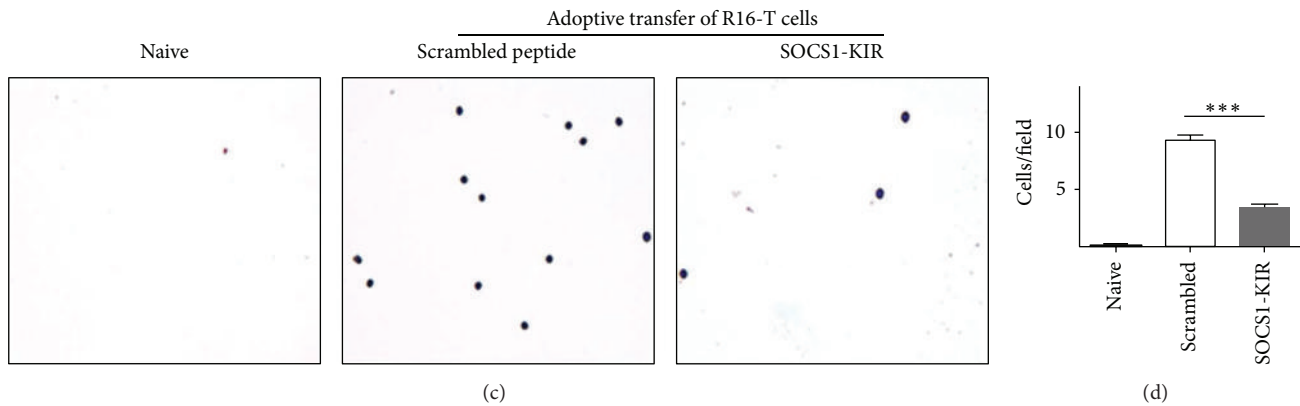 Adoptive transfer of R16-T cells
Naive
Scrambled peptide
SOCS1-KIR
Cells/field
10
5
***
Naive
Scrambled
SOCS1-KIR
(c)
(d)